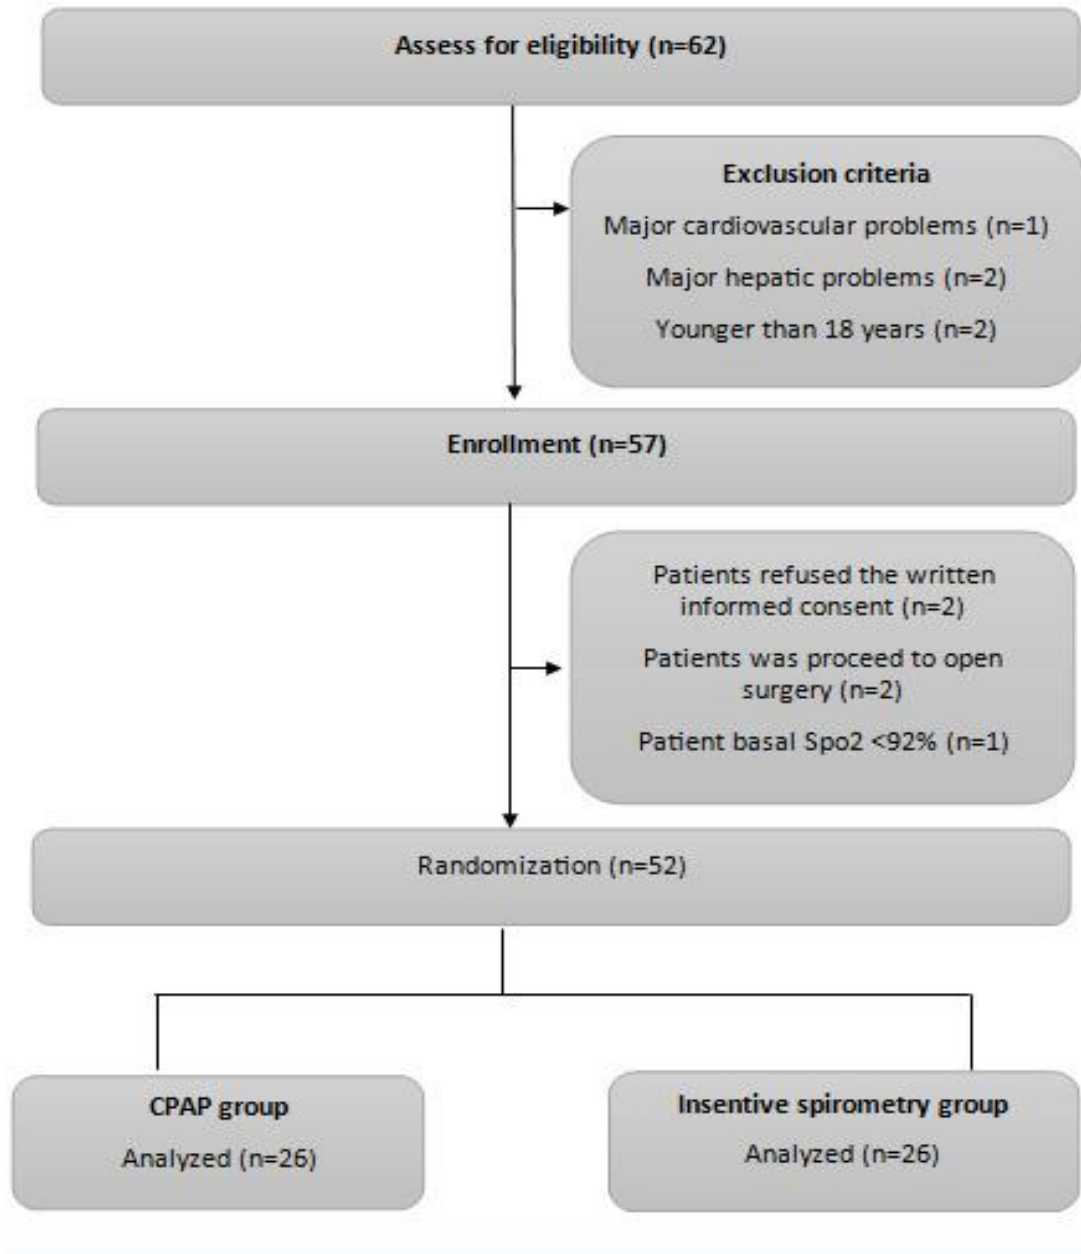 Assess for eligibility (n=62)
Exclusion criteria
Major cardiovascular problems (n=1)
Major hepatic problems (n=2)
Younger than 18 years (n=2)
Enrollment (n=57)
Patients refused the written
informed consent (n=2)
Patients was proceed to open
surgery (n=2)
Patient basal Spo2 <92% (n=1)
Randomization (n=52)
CPAP group
Analyzed (n=26)
Insentive spirometry group
Analyzed (n=26)